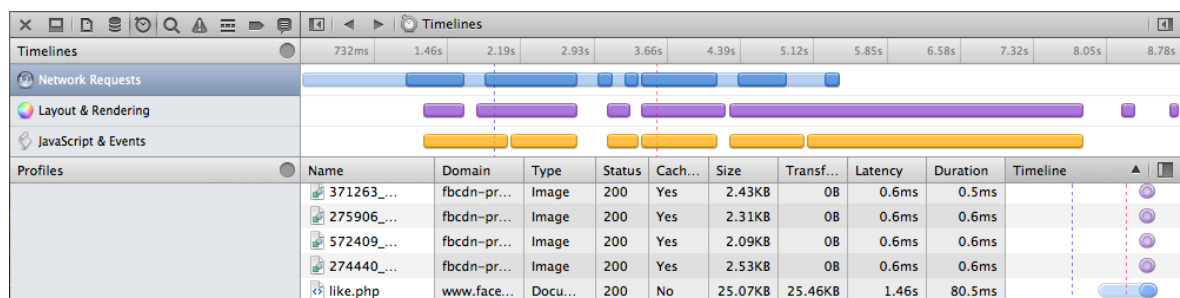 Timelines
Timelines 732ms 1.46s 2.19s 2.93s 3.66s 4.39s 5.12s 5.85s 6.58s 7.32s 8.05s 8.78s
Network Requests
Layout & Rendering
JavaScript & Events
Profiles Name Domain Type Status Cach... Size Transf... Latency Duration Timeline
371263_... fbcdn-pr... Image 200 Yes 2.43KB 0B 0.6ms 0.5ms
275906_... fbcdn-pr... Image 200 Yes 2.31KB 0B 0.6ms 0.6ms
572409_... fbcdn-pr... Image 200 Yes 2.09KB 0B 0.6ms 0.6ms
274440_... fbcdn-pr... Image 200 Yes 2.53KB 0B 0.6ms 0.6ms
like.php www.face... Docu... 200 No 25.07KB 25.46KB 1.46s 80.5ms